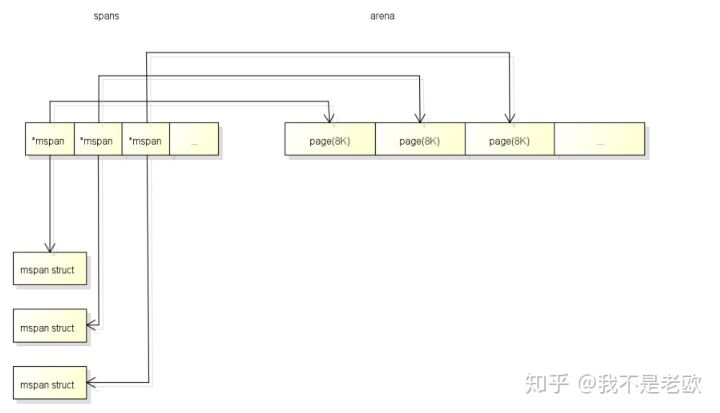 spans arena
*mspan *mspan *mspan ... page(8K) page(8K) page(8K) ...
mspan struct
mspan struct
mspan struct
知乎 @我不是老欧